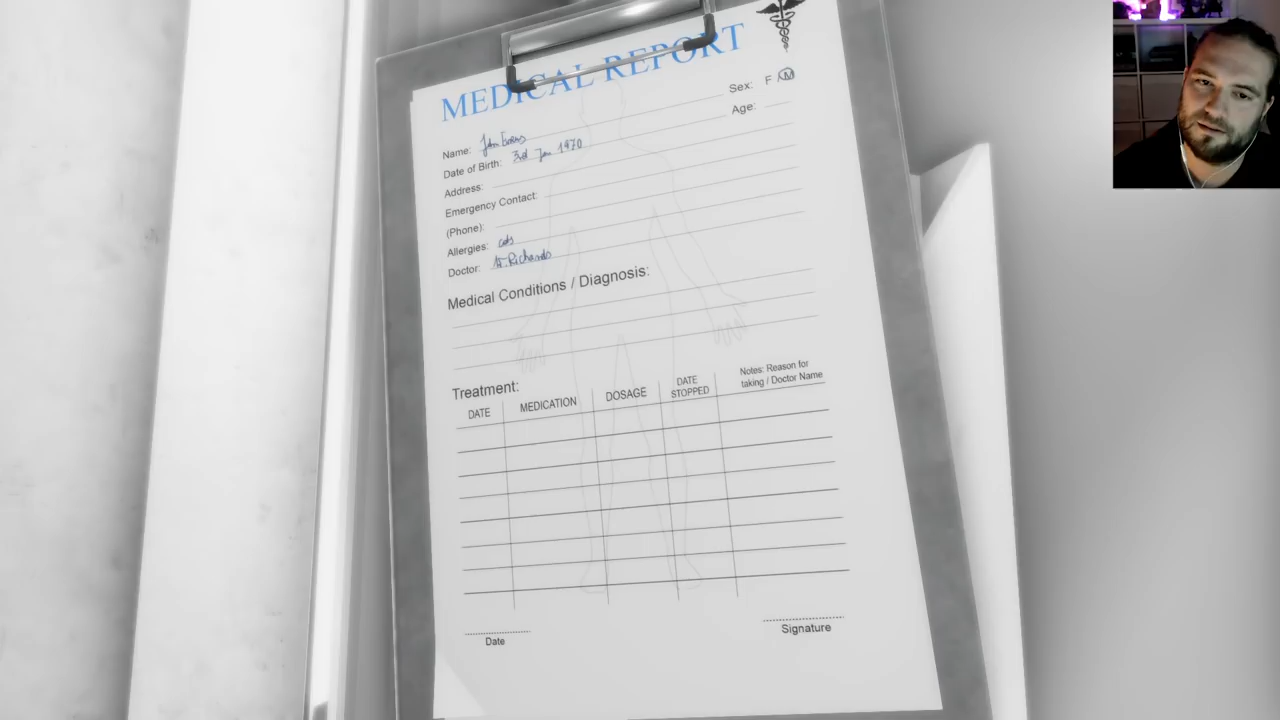 MEDICAL REPORT
Sex: F / M
Age:
Name: John Evans
Date of Birth: 3rd Jan 1970
Address:
Emergency Contact:
(Phone):
Allergies: cats
Doctor: Dr. Richards
Medical Conditions / Diagnosis:
Treatment:
DATE MEDICATION DOSAGE DATE STOPPED Notes: Reason for taking / Doctor Name
Date
Signature